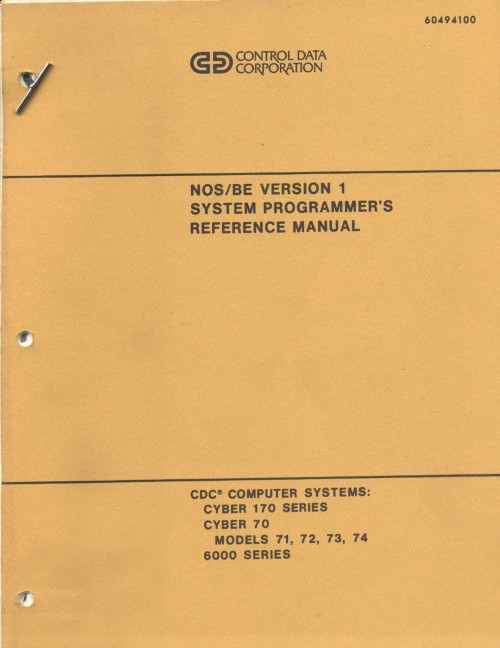 60494100
CONTROL DATA
CORPORATION
NOS/BE VERSION 1
SYSTEM PROGRAMMER'S
REFERENCE MANUAL
CDC® COMPUTER SYSTEMS:
CYBER 170 SERIES
CYBER 70
MODELS 71, 72, 73, 74
6000 SERIES